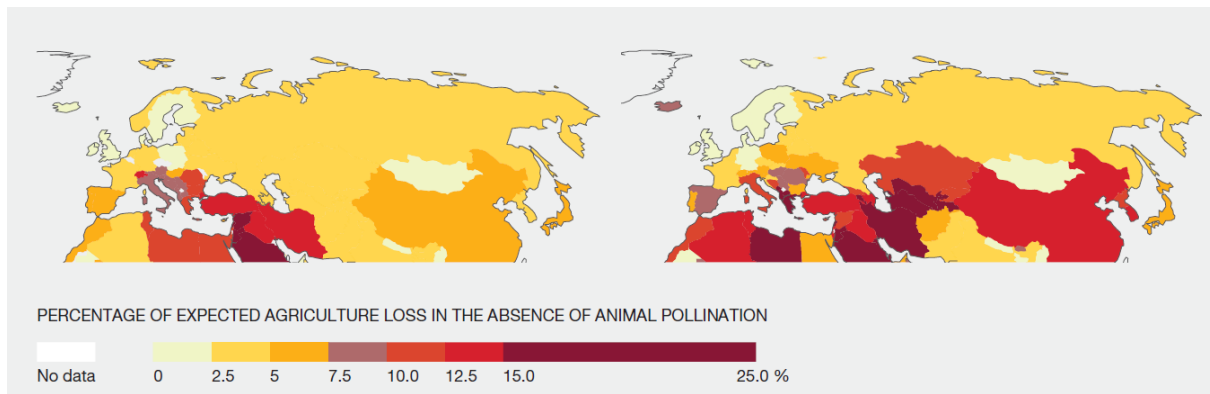 PERCENTAGE OF EXPECTED AGRICULTURE LOSS IN THE ABSENCE OF ANIMAL POLLINATION
No data 0 2.5 5 7.5 10.0 12.5 15.0 25.0 %